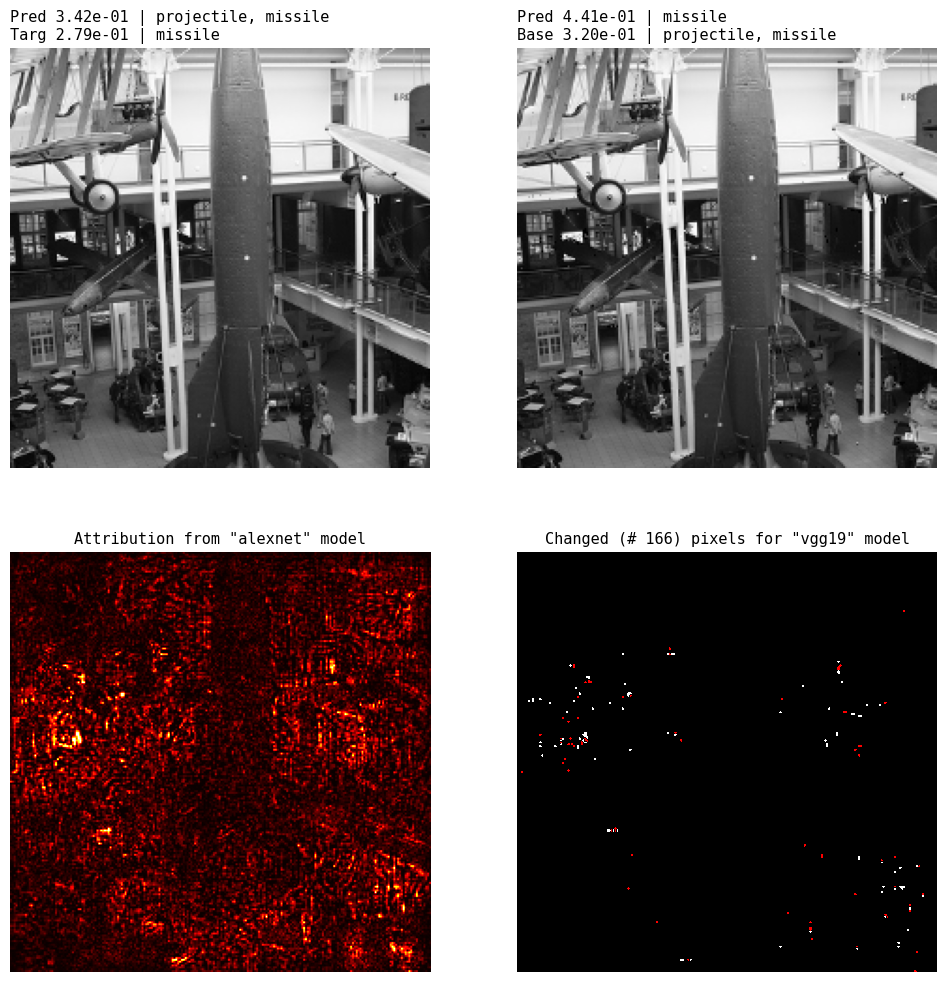 Pred 3.42e-01 | projectile, missile
Targ 2.79e-01 | missile
Pred 4.41e-01 | missile
Base 3.20e-01 | projectile, missile
Attribution from "alexnet" model
Changed (# 166) pixels for "vgg19" model